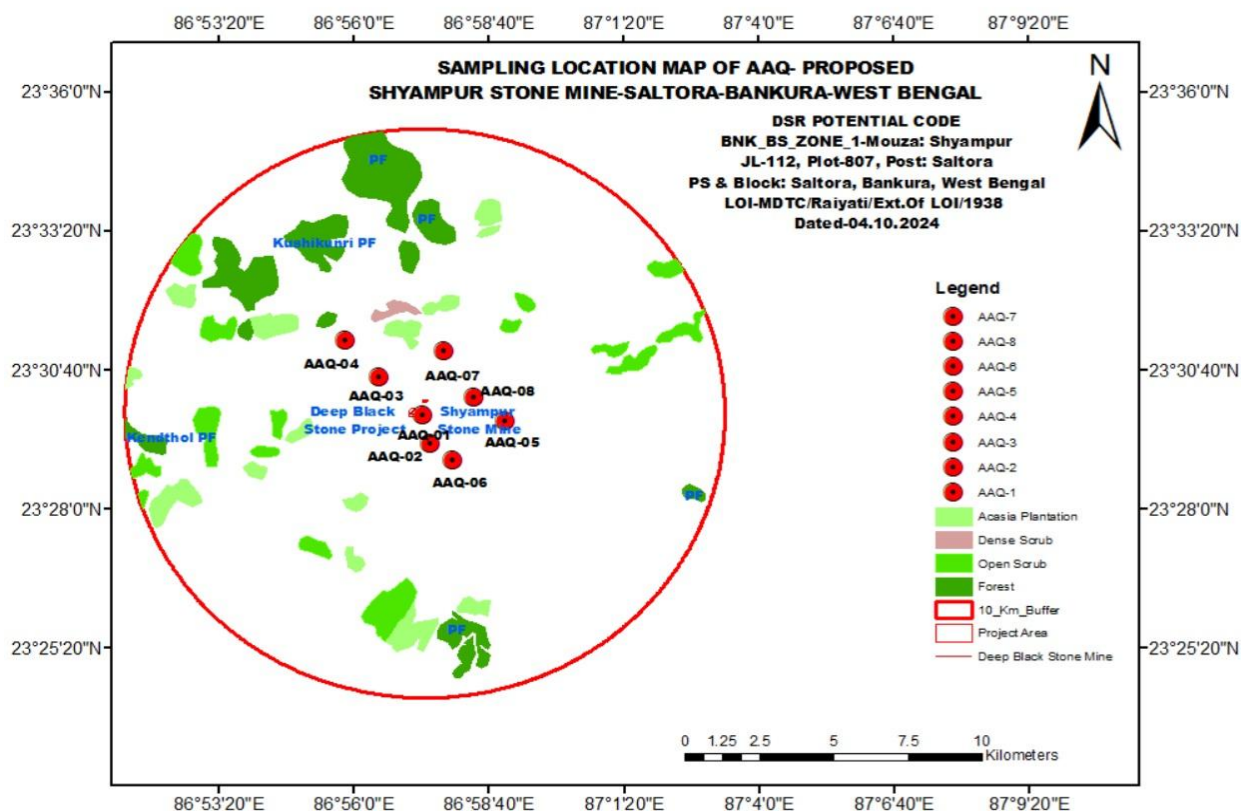 86°53'20"E 86°56'0"E 86°58'40"E 87°1'20"E 87°4'0"E 87°6'40"E 87°9'20"E
SAMPLING LOCATION MAP OF AAQ- PROPOSED
SHYAMPUR STONE MINE-SALTORA-BANKURA-WEST BENGAL
N
23°36'0"N 23°36'0"N
DSR POTENTIAL CODE
BNK_BS_ZONE_1-Mouza: Shyampur
JL-112, Plot-807, Post: Saltora
PS & Block: Saltora, Bankura, West Bengal
LOI-MDTC/Raiyati/Ext.Of LOI/1938
Dated-04.10.2024
PF
PF
23°33'20"N 23°33'20"N
Kushikunri PF
Legend
AAQ-7
AAQ-8
AAQ-6
AAQ-5
AAQ-4
AAQ-3
AAQ-2
AAQ-1
Acasia Plantation
Dense Scrub
Open Scrub
Forest
10_Km_Buffer
Project Area
Deep Black Stone Mine
AAQ-04
AAQ-07
23°30'40"N 23°30'40"N
AAQ-03
AAQ-08
Deep Black
Stone Project
Shyampur
Stone Mine
AAQ-01
AAQ-05
Kendthol PF
AAQ-02
AAQ-06
PF
23°28'0"N 23°28'0"N
PF
23°25'20"N 23°25'20"N
0 1.25 2.5 5 7.5 10
Kilometers
86°53'20"E 86°56'0"E 86°58'40"E 87°1'20"E 87°4'0"E 87°6'40"E 87°9'20"E